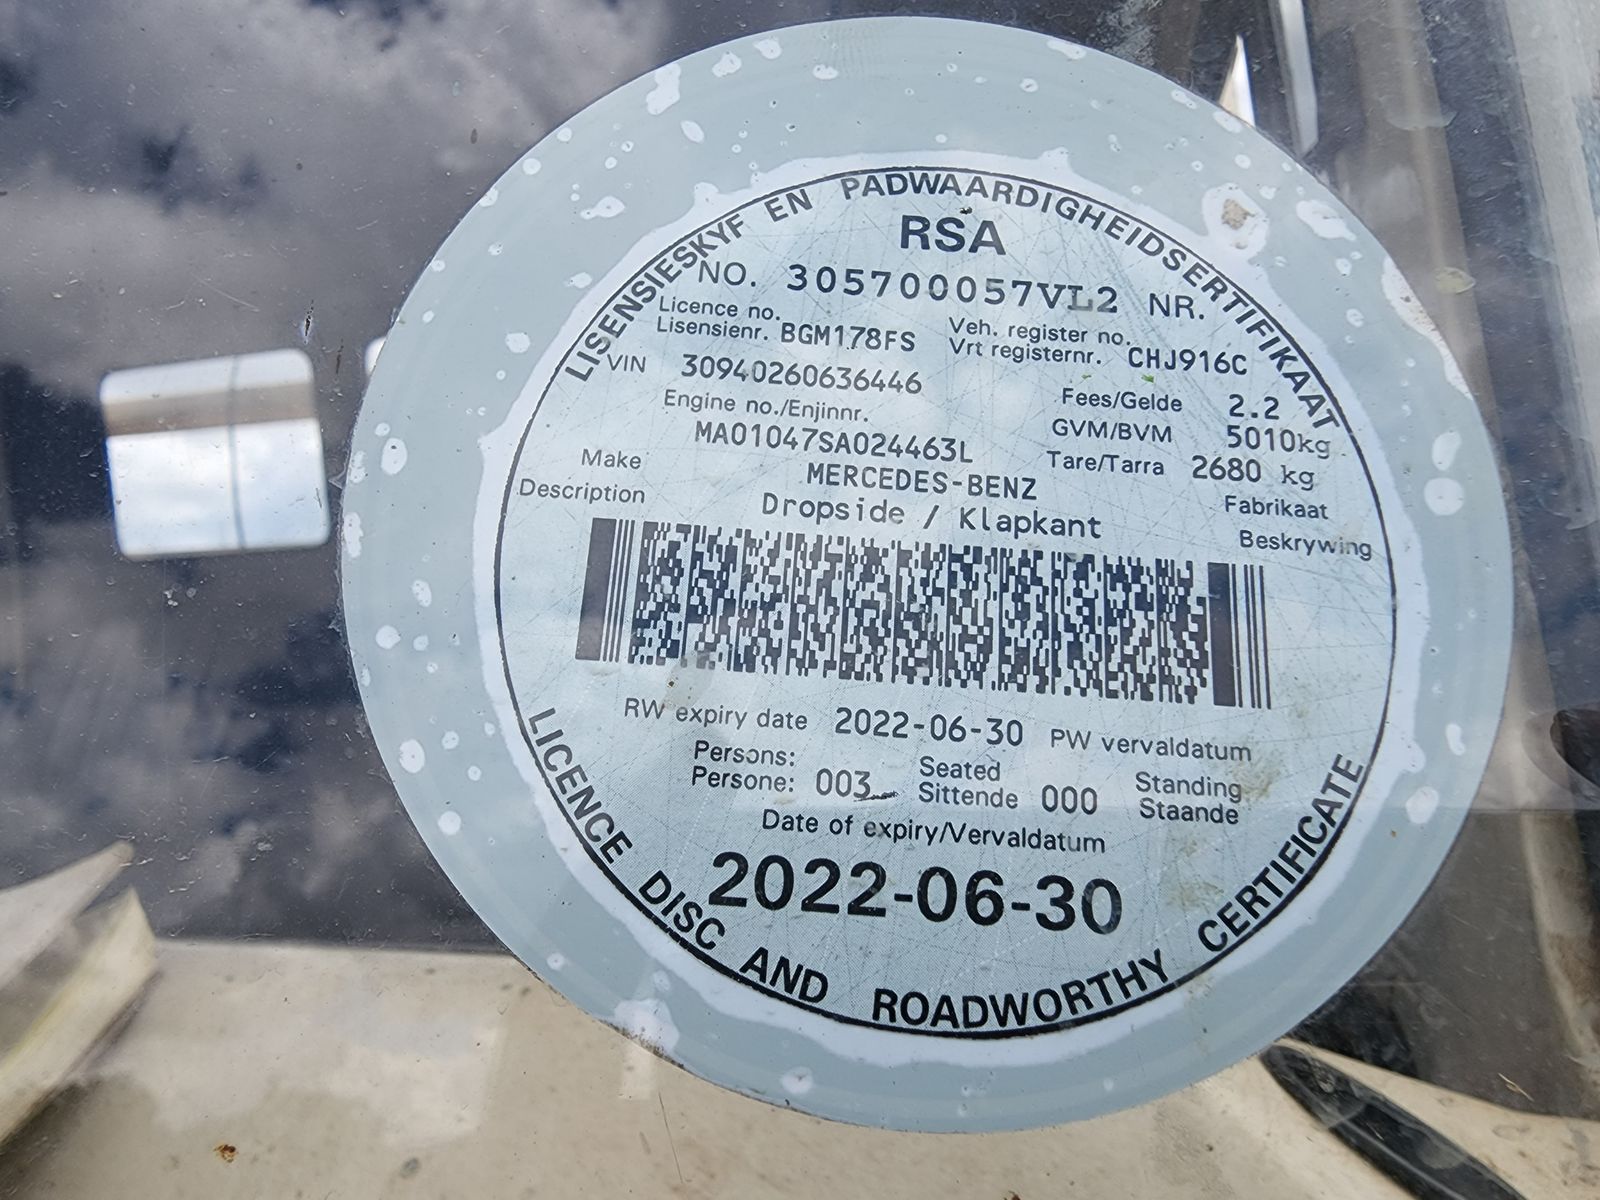 LISENSIESKYF EN PADWAARDIGHEIDSERTIFIKAAT
RSA
NO. 305700057VL2 NR.
Licence no.
Lisensienr. BGM178FS
Veh. register no.
Vrt registernr. CHJ916C
VIN 30940260636446
Fees/Gelde 2.2
Engine no./Enjinnr.
MA01047SA024463L
GVM/BVM 5010kg
Tare/Tarra 2680 kg
Make MERCEDES-BENZ Fabrikaat
Description Dropside / Klapkant Beskrywing
RW expiry date 2022-06-30 PW vervaldatum
Persons: Seated Standing
Persone: 003 Sittende 000 Staande
Date of expiry/Vervaldatum
2022-06-30
LICENCE DISC AND ROADWORTHY CERTIFICATE